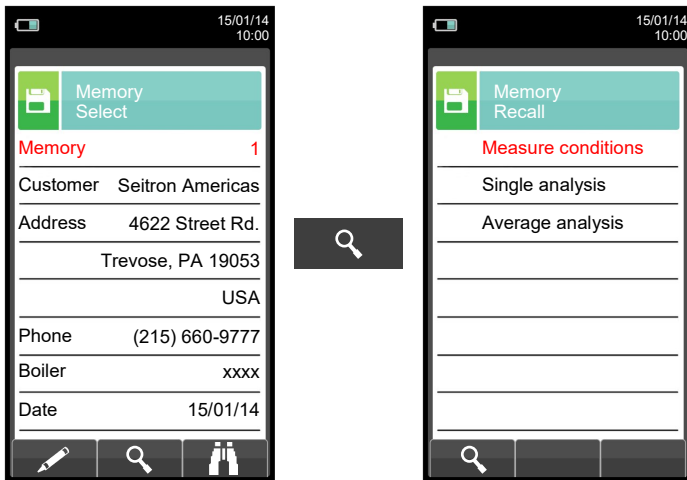 15/01/14
10:00
Memory
Select
Memory 1
Customer Seitron Americas
Address 4622 Street Rd.
Trevose, PA 19053
USA
Phone (215) 660-9777
Boiler xxxx
Date 15/01/14
15/01/14
10:00
Memory
Recall
Measure conditions
Single analysis
Average analysis